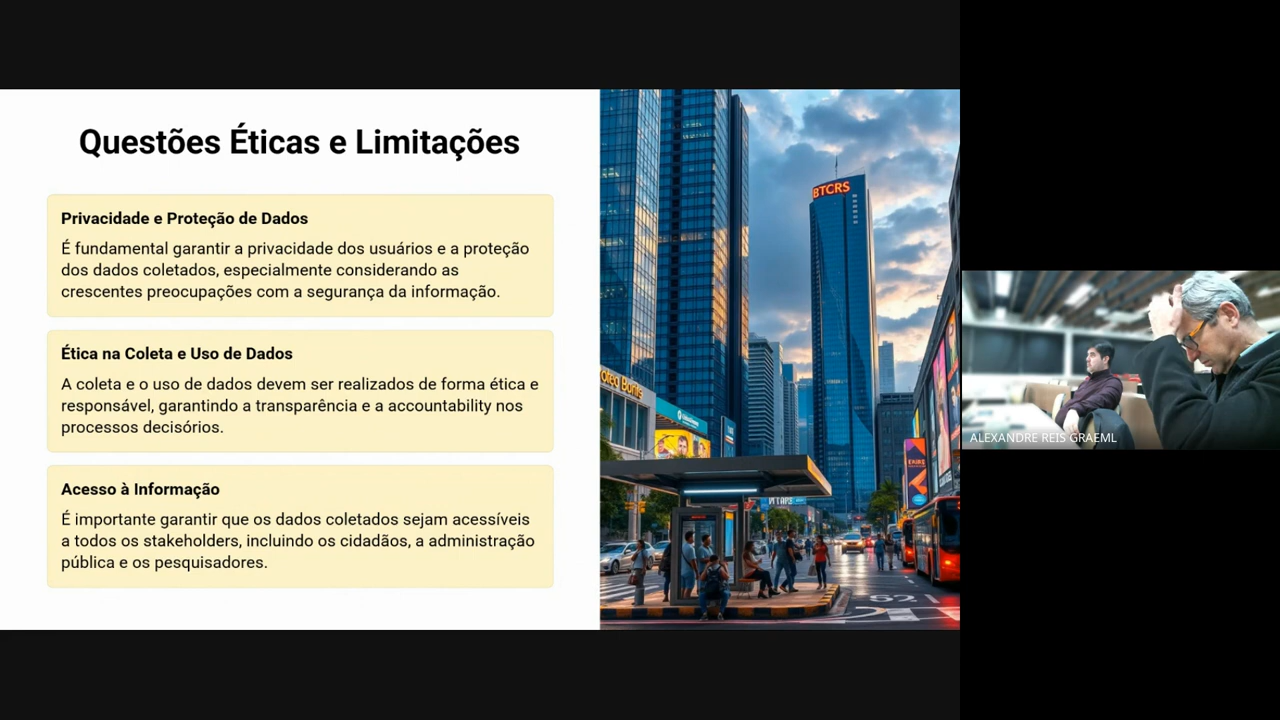 Questões Éticas e Limitações
Privacidade e Proteção de Dados
É fundamental garantir a privacidade dos usuários e a proteção
dos dados coletados, especialmente considerando as
crescentes preocupações com a segurança da informação.
Ética na Coleta e Uso de Dados
A coleta e o uso de dados devem ser realizados de forma ética e
responsável, garantindo a transparência e a accountability nos
processos decisórios.
Acesso à Informação
É importante garantir que os dados coletados sejam acessíveis
a todos os stakeholders, incluindo os cidadãos, a administração
pública e os pesquisadores.
BTCRS
ALEXANDRE REIS GRAEML